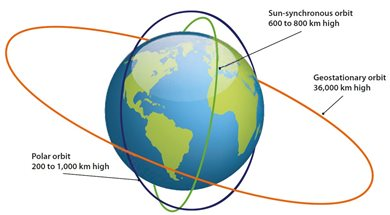 Sun-synchronous orbit
600 to 800 km high
Geostationary orbit
36,000 km high
Polar orbit
200 to 1,000 km high